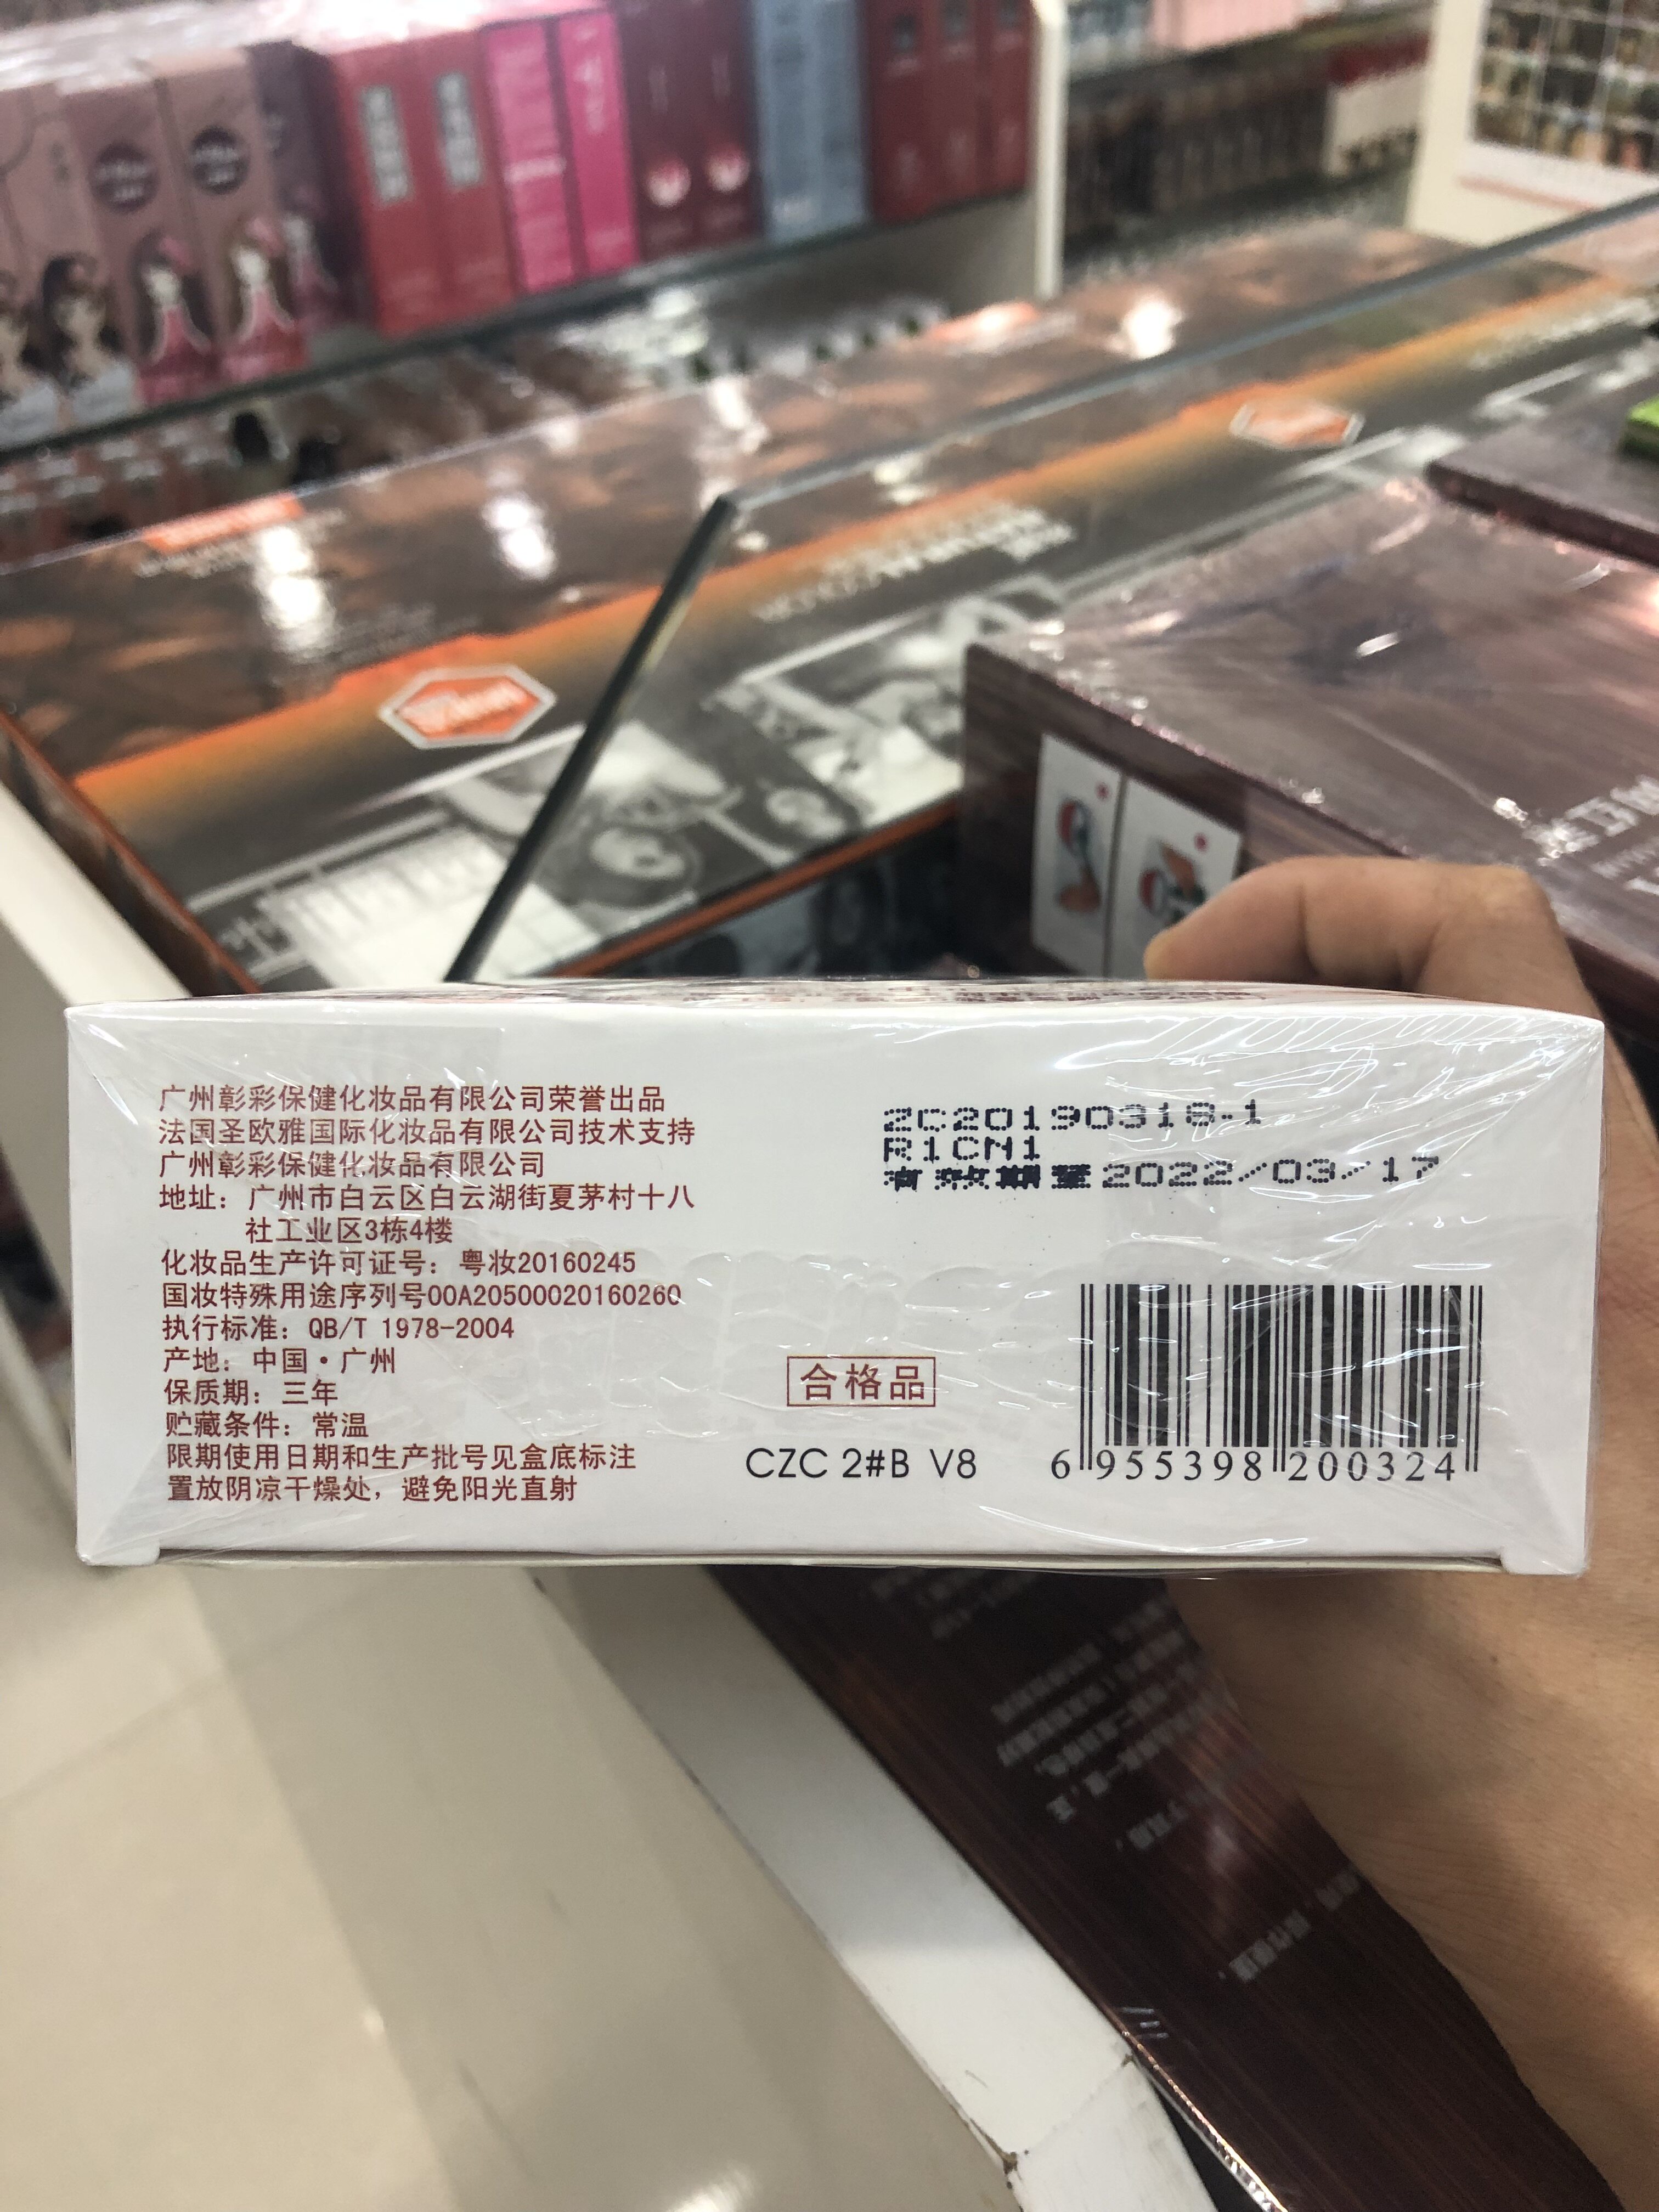 广州彰彩保健化妆品有限公司荣誉出品
法国圣欧雅国际化妆品有限公司技术支持
广州彰彩保健化妆品有限公司
地址：广州市白云区白云湖街夏茅村十八
社工业区3栋4楼
化妆品生产许可证号：粤妆20160245
国妆特殊用途序列号00A20500020160260
执行标准：QB/T 1978-2004
产地：中国·广州
保质期：三年
贮藏条件：常温
限期使用日期和生产批号见盒底标注
置放阴凉干燥处，避免阳光直射
ZC20190318-1
R1CN1
有效期至2022/03/17
合格品
CZC 2#B V8
6 955398 200324